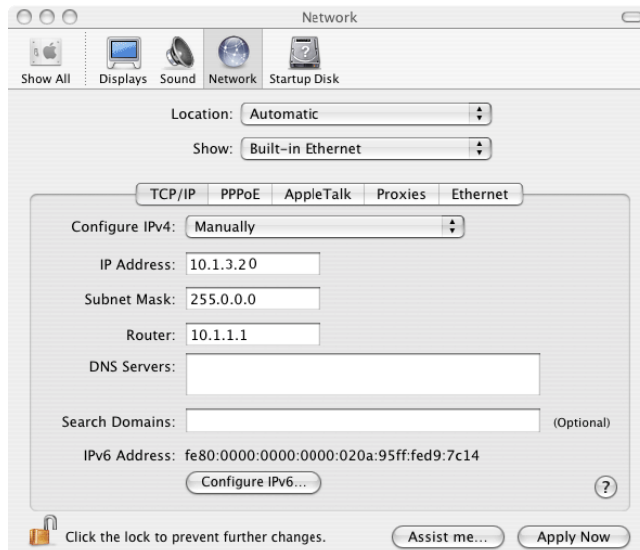 Network
Show All Displays Sound Network Startup Disk
Location: Automatic
Show: Built-in Ethernet
TCP/IP PPPoE AppleTalk Proxies Ethernet
Configure IPv4: Manually
IP Address: 10.1.3.20
Subnet Mask: 255.0.0.0
Router: 10.1.1.1
DNS Servers:
Search Domains: (Optional)
IPv6 Address: fe80:0000:0000:0000:020a:95ff:fed9:7c14
Configure IPv6... ?
Click the lock to prevent further changes. Assist me... Apply Now